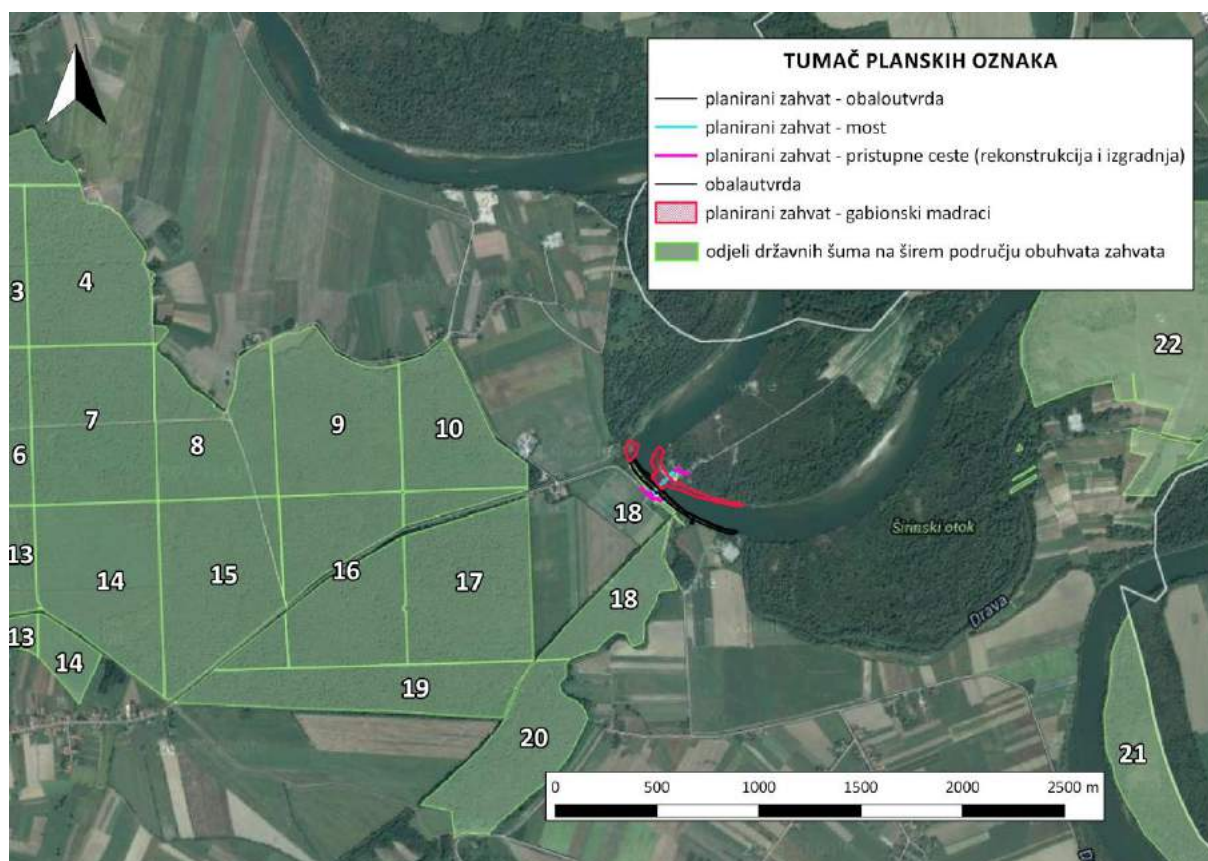 TUMAČ PLANSKIH OZNAKA
planirani zahvat - obaloutvrda
planirani zahvat - most
planirani zahvat - pristupne ceste (rekonstrukcija i izgradnja)
obalautvrda
planirani zahvat - gabionski madraci
odjeli državnih šuma na širem području obuhvata zahvata
3
4
22
7
9
10
8
6
18
Širinski otok
13
14
15
16
17
18
Drava
13
14
19
20
21
0 500 1000 1500 2000 2500 m